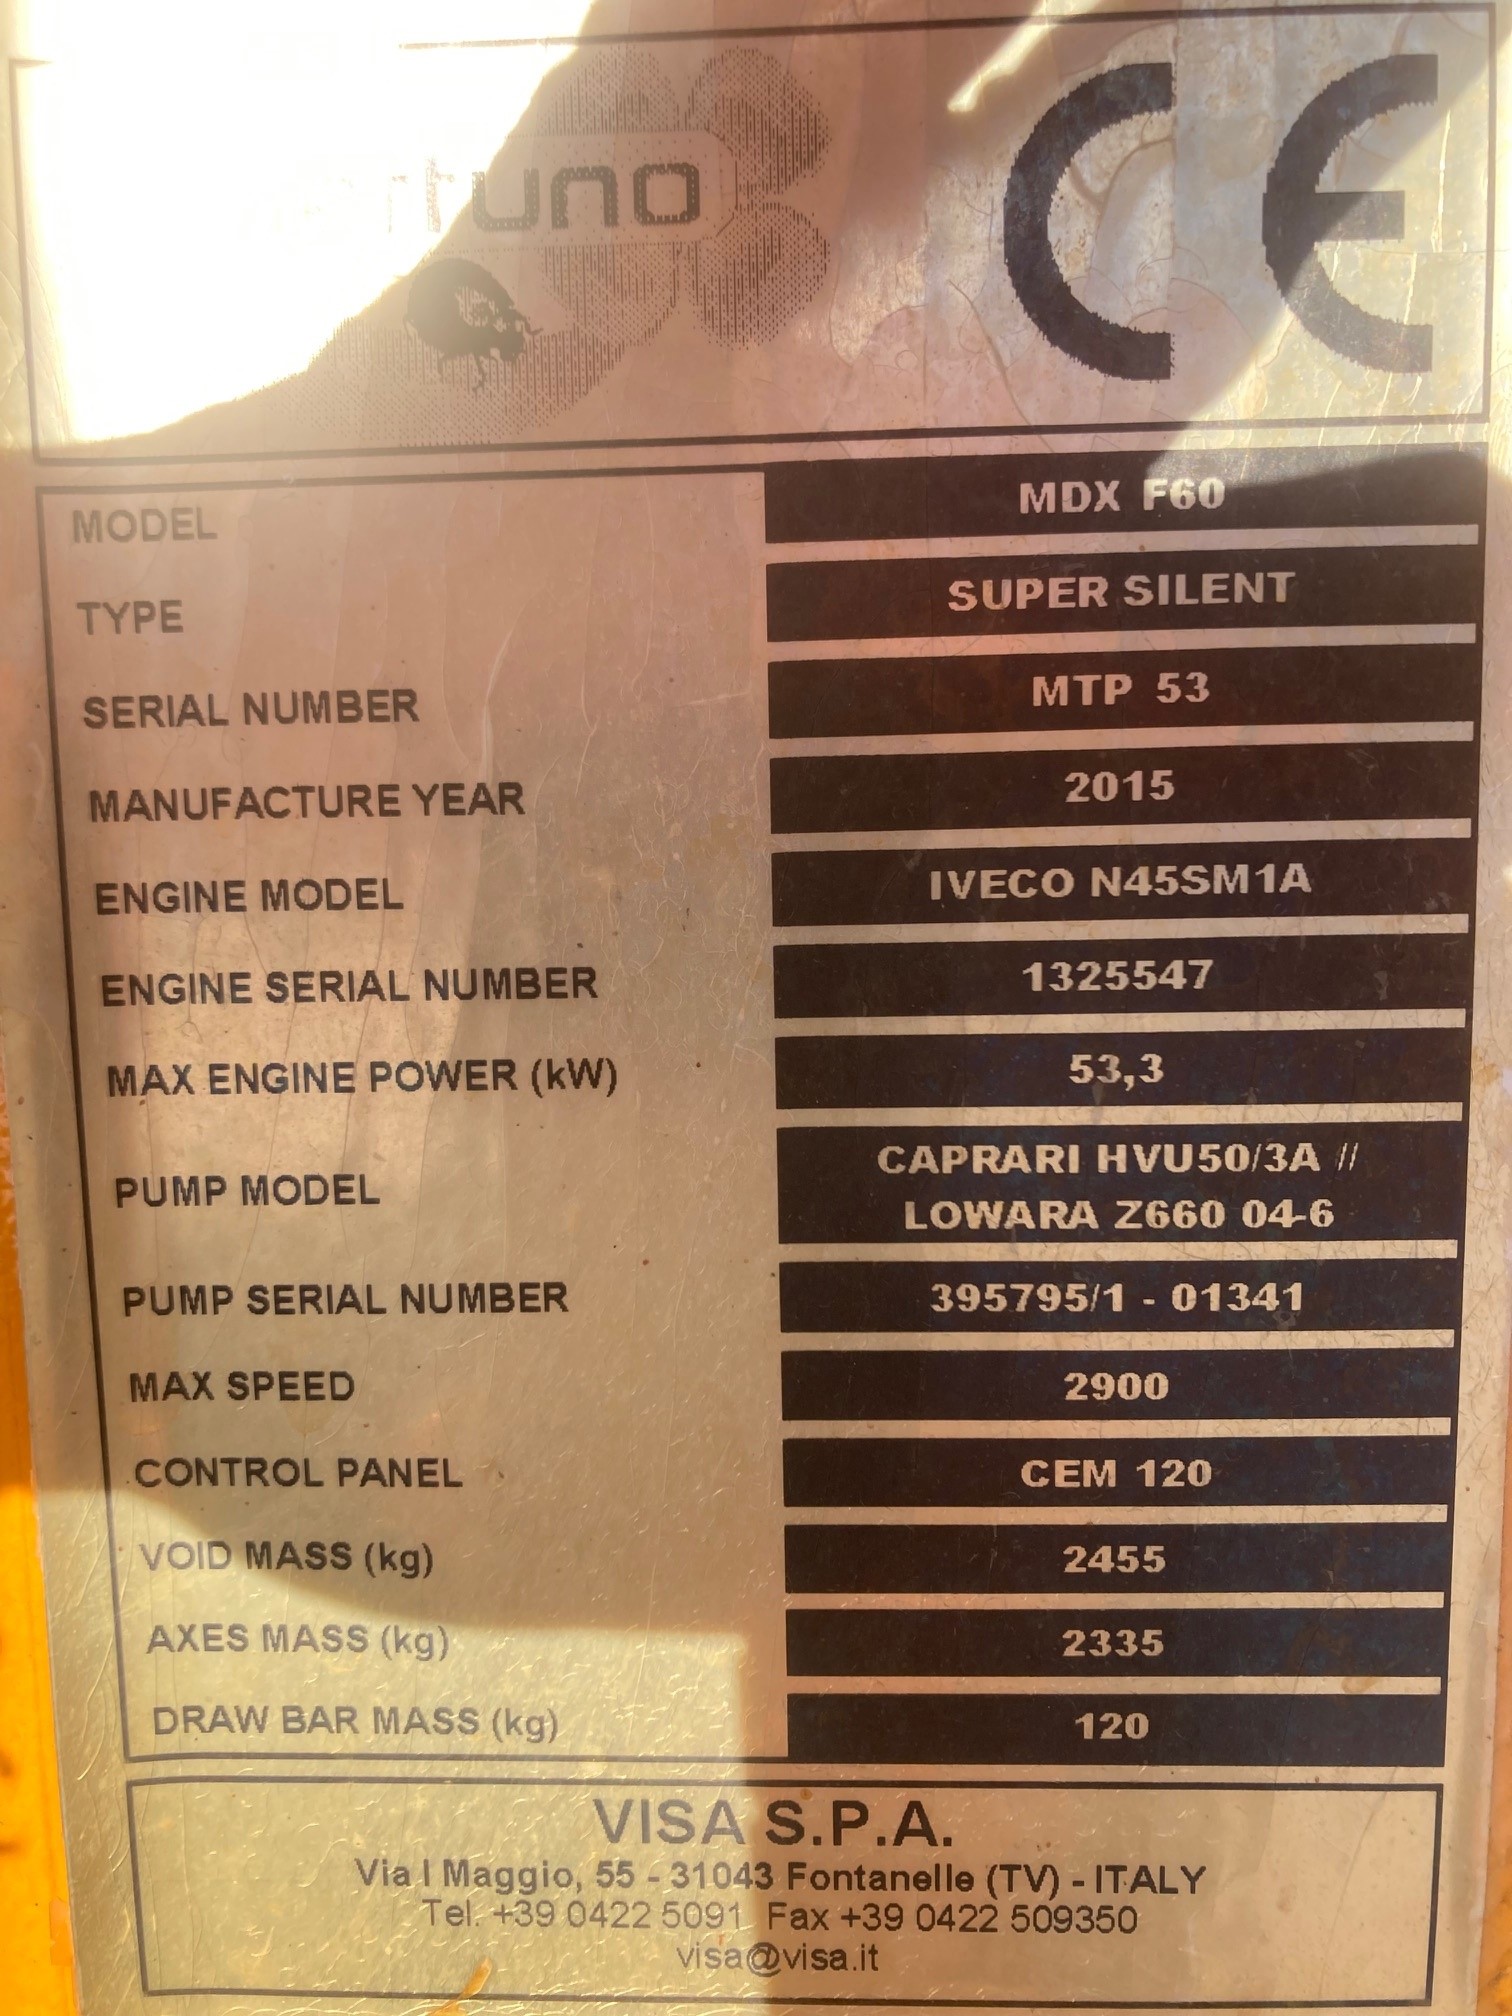 CE
MODEL MDX F60
TYPE SUPER SILENT
SERIAL NUMBER MTP 53
MANUFACTURE YEAR 2015
ENGINE MODEL IVECO N45SM1A
ENGINE SERIAL NUMBER 1325547
MAX ENGINE POWER (kW) 53,3
PUMP MODEL CAPRARI HVU50/3A //
LOWARA Z660 04-6
PUMP SERIAL NUMBER 395795/1 - 01341
MAX SPEED 2900
CONTROL PANEL CEM 120
VOID MASS (kg) 2455
AXES MASS (kg) 2335
DRAW BAR MASS (kg) 120
VISA S.P.A.
Via I Maggio, 55 - 31043 Fontanelle (TV) - ITALY
Tel. +39 0422 5091 Fax +39 0422 509350
visa@visa.it